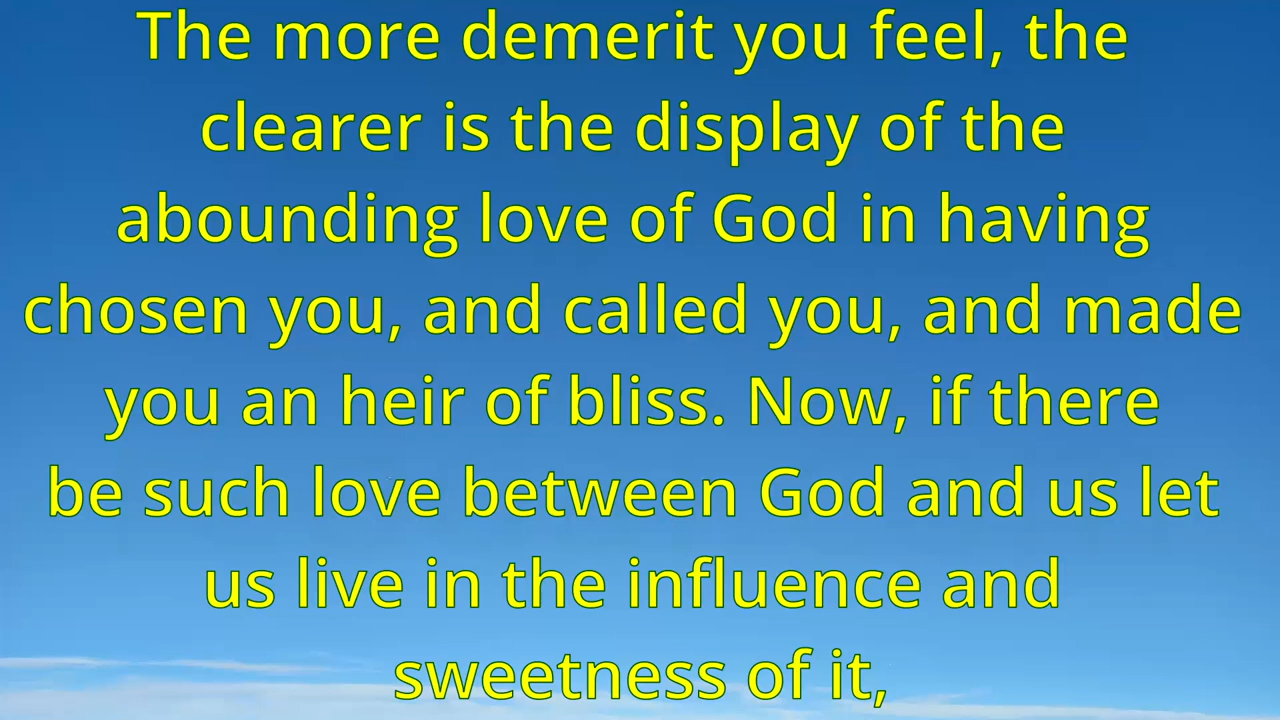 The more demerit you feel, the
clearer is the display of the
abounding love of God in having
chosen you, and called you, and made
you an heir of bliss. Now, if there
be such love between God and us let
us live in the influence and
sweetness of it,